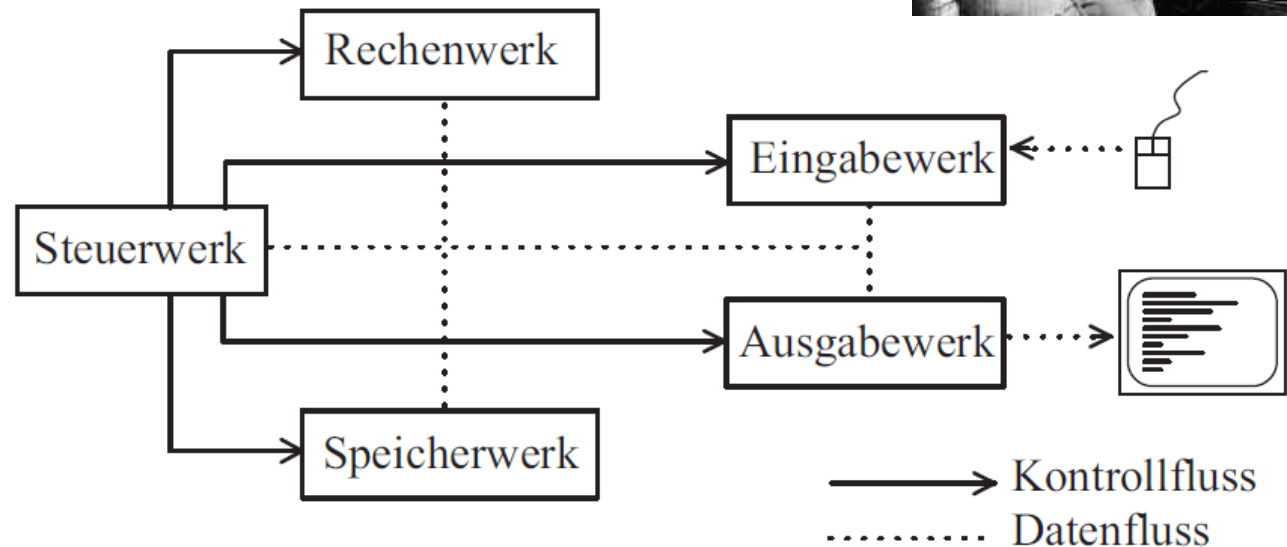 Rechenwerk
Eingabewerk
Steuerwerk
Ausgabewerk
Speicherwerk
Kontrollfluss
Datenfluss